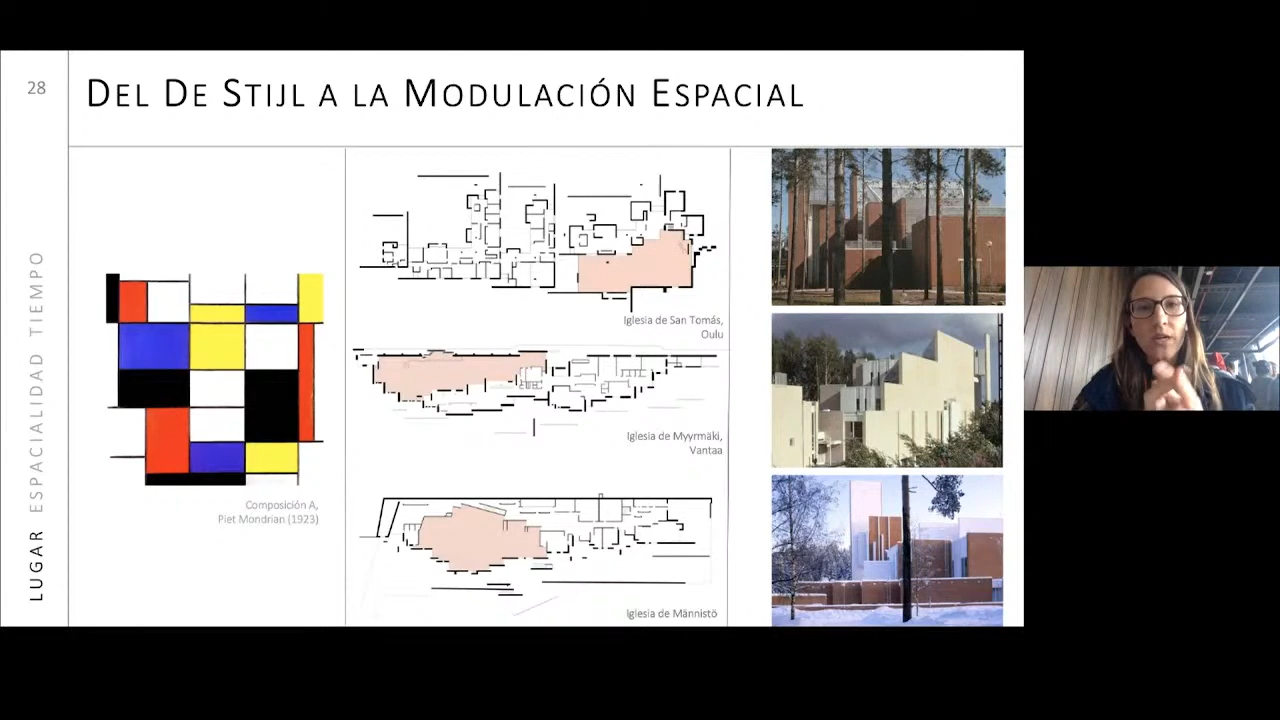 28
DEL DE STIJL A LA MODULACIÓN ESPACIAL
LUGAR ESPACIALIDAD TIEMPO
Composición A,
Piet Mondrian (1923)
Iglesia de San Tomás,
Oulu
Iglesia de Myyrmäki,
Vantaa
Iglesia de Männistö